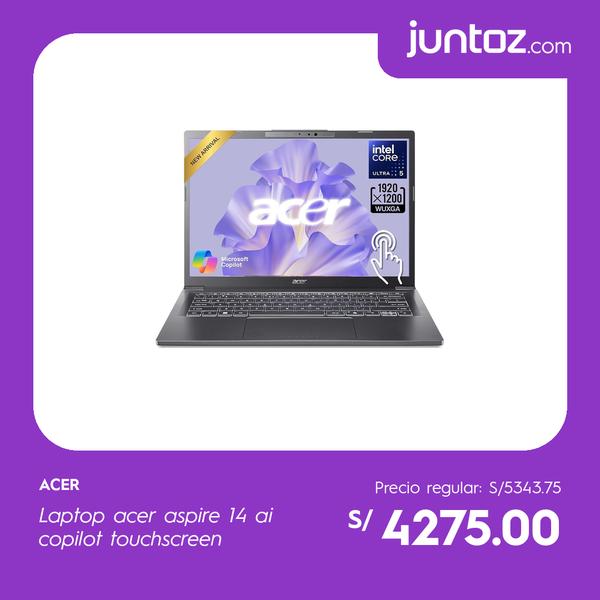 juntoz.com
NEW ARRIVAL
intel
CORE
ULTRA 5
1920
×1200
WUXGA
acer
Microsoft
Copilot
acer
ACER
Laptop acer aspire 14 ai
copilot touchscreen
Precio regular: S/5343.75
S/ 4275.00